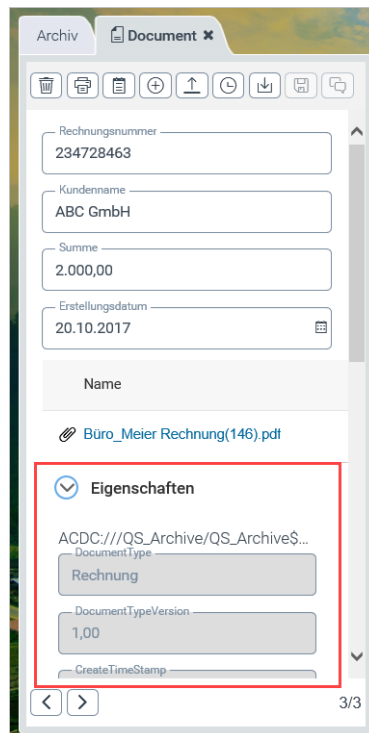 Archiv
Document
Rechnungsnummer
234728463
Kundenname
ABC GmbH
Summe
2.000,00
Erstellungsdatum
20.10.2017
Name
Büro_Meier Rechnung(146).pdf
Eigenschaften
ACDC:///QS_Archive/QS_Archive$...
DocumentType
Rechnung
DocumentTypeVersion
1,00
CreateTimeStamp
3/3